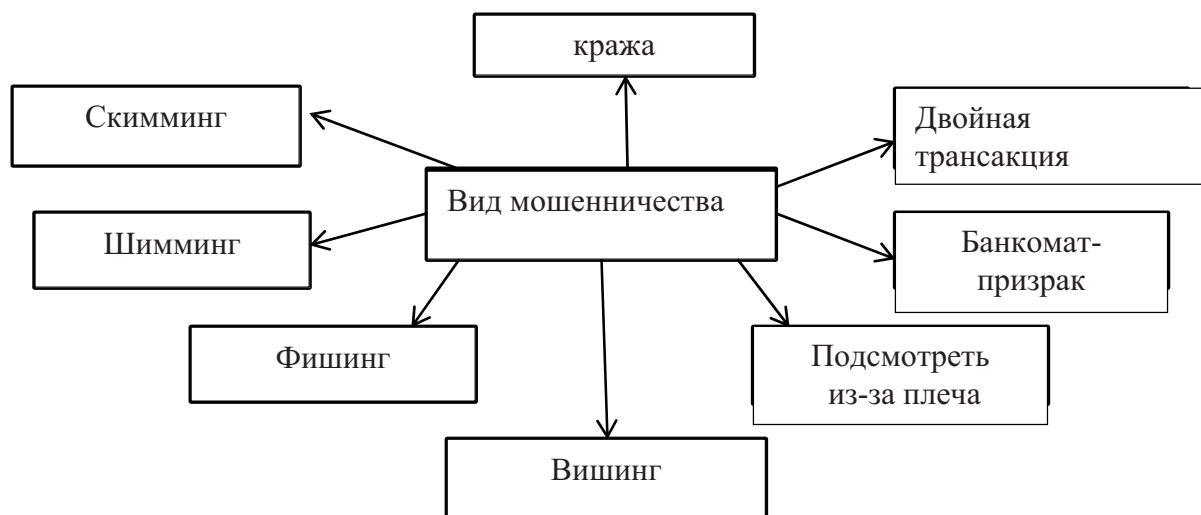 кража
Скимминг
Двойная
трансакция
Вид мошенничества
Шимминг
Банкомат-
призрак
Фишинг
Подсмотреть
из-за плеча
Вишинг